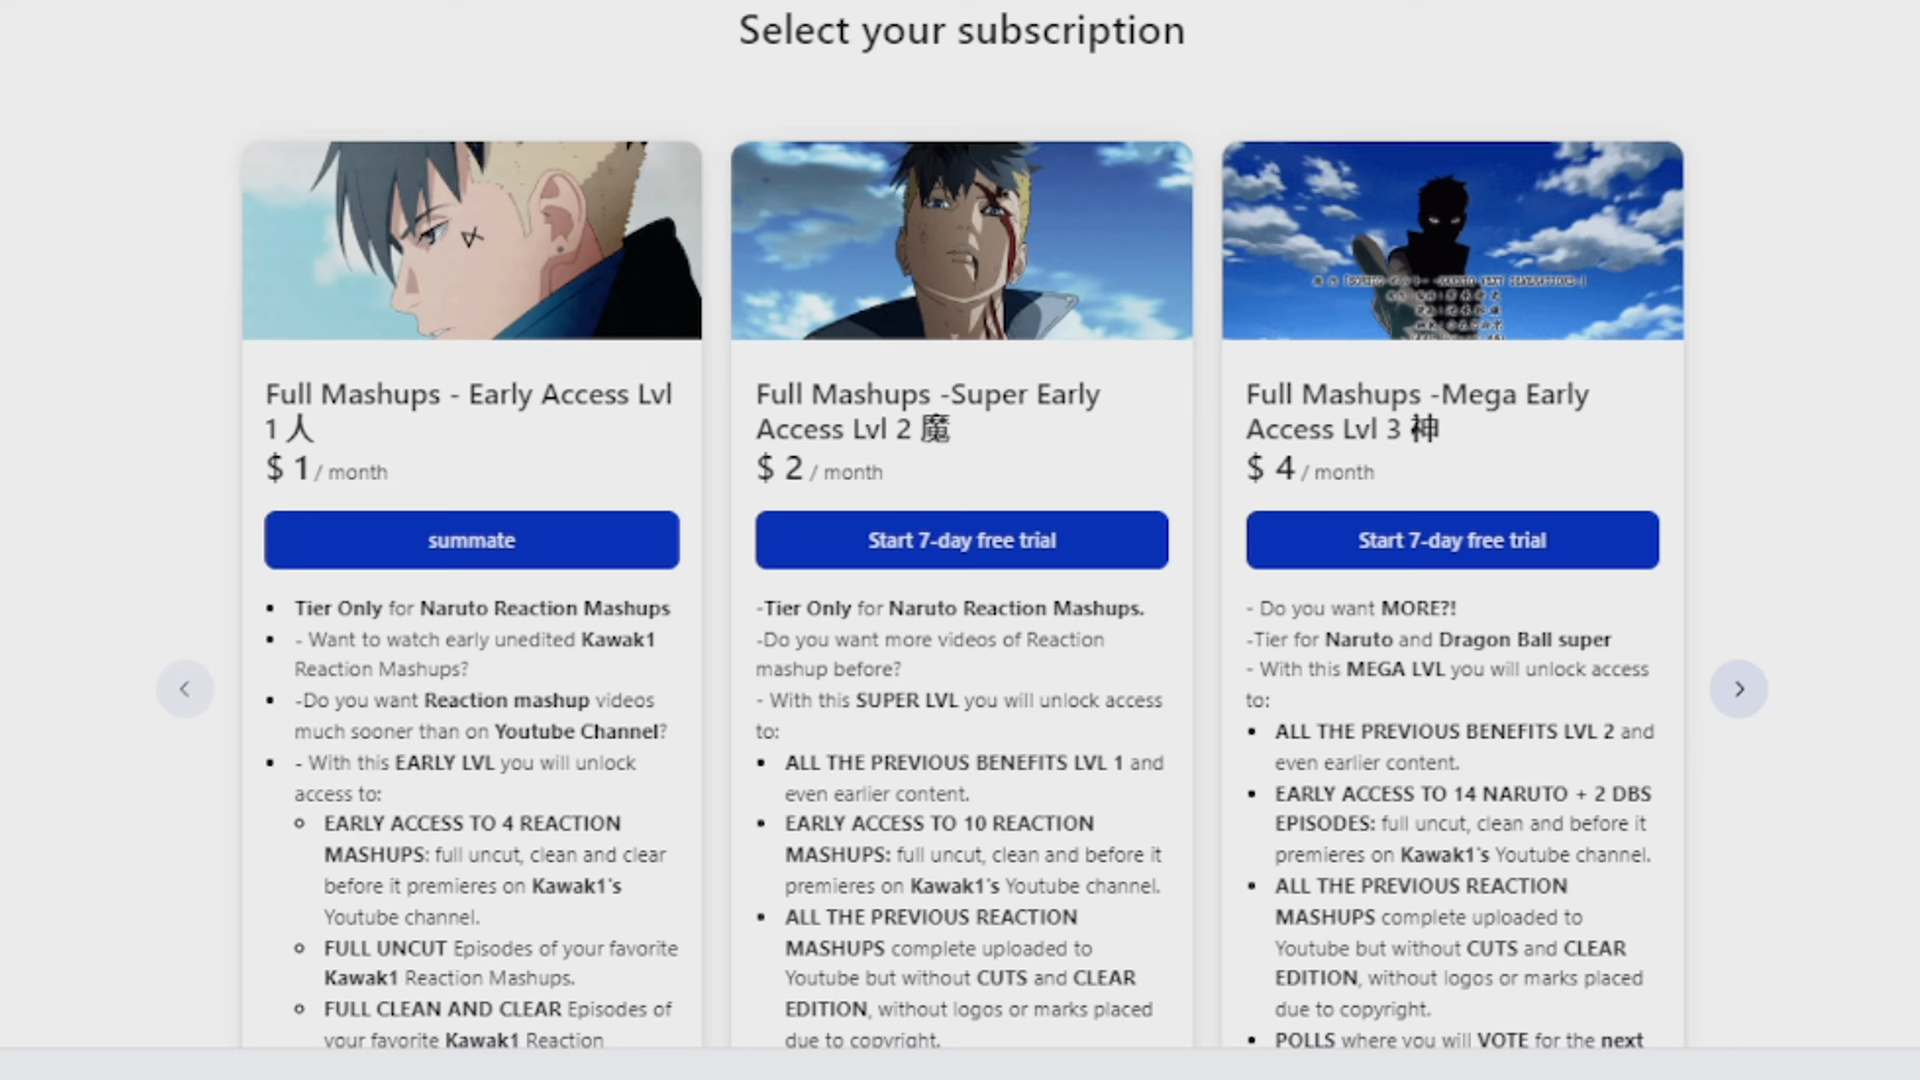 Select your subscription
Full Mashups - Early Access Lvl
1 人
$ 1 / month
summate
• Tier Only for Naruto Reaction Mashups
• - Want to watch early unedited Kawak1
Reaction Mashups?
• -Do you want Reaction mashup videos
much sooner than on Youtube Channel?
• - With this EARLY LVL you will unlock
access to:
EARLY ACCESS TO 4 REACTION
MASHUPS: full uncut, clean and clear
before it premieres on Kawak1's
Youtube channel.
FULL UNCUT Episodes of your favorite
Kawak1 Reaction Mashups.
FULL CLEAN AND CLEAR Episodes of
your favorite Kawak1 Reaction
Full Mashups -Super Early
Access Lvl 2 魔
$ 2 / month
Start 7-day free trial
-Tier Only for Naruto Reaction Mashups.
-Do you want more videos of Reaction
mashup before?
- With this SUPER LVL you will unlock access
to:
• ALL THE PREVIOUS BENEFITS LVL 1 and
even earlier content.
• EARLY ACCESS TO 10 REACTION
MASHUPS: full uncut, clean and before it
premieres on Kawak1's Youtube channel.
• ALL THE PREVIOUS REACTION
MASHUPS complete uploaded to
Youtube but without CUTS and CLEAR
EDITION, without logos or marks placed
due to copyright.
Full Mashups -Mega Early
Access Lvl 3 神
$ 4 / month
Start 7-day free trial
- Do you want MORE?!
-Tier for Naruto and Dragon Ball super
- With this MEGA LVL you will unlock access
to:
• ALL THE PREVIOUS BENEFITS LVL 2 and
even earlier content.
• EARLY ACCESS TO 14 NARUTO + 2 DBS
EPISODES: full uncut, clean and before it
premieres on Kawak1's Youtube channel.
• ALL THE PREVIOUS REACTION
MASHUPS complete uploaded to
Youtube but without CUTS and CLEAR
EDITION, without logos or marks placed
due to copyright.
• POLLS where you will VOTE for the next